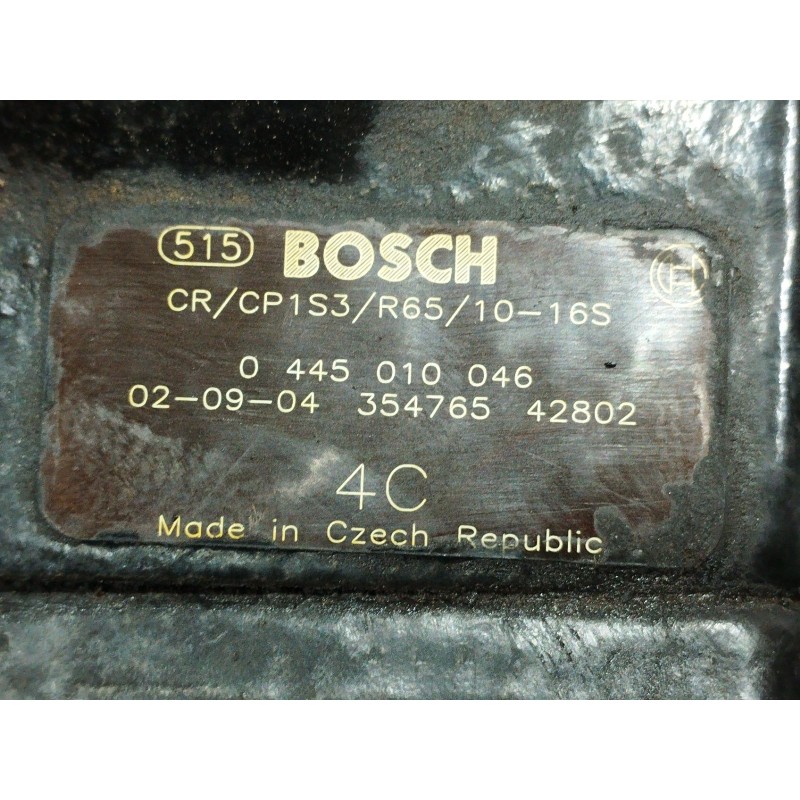 515 BOSCH H
CR/CP1S3/R65/10-16S
0 445 010 046
02-09-04 354765 42802
4C
Made in Czech Republic